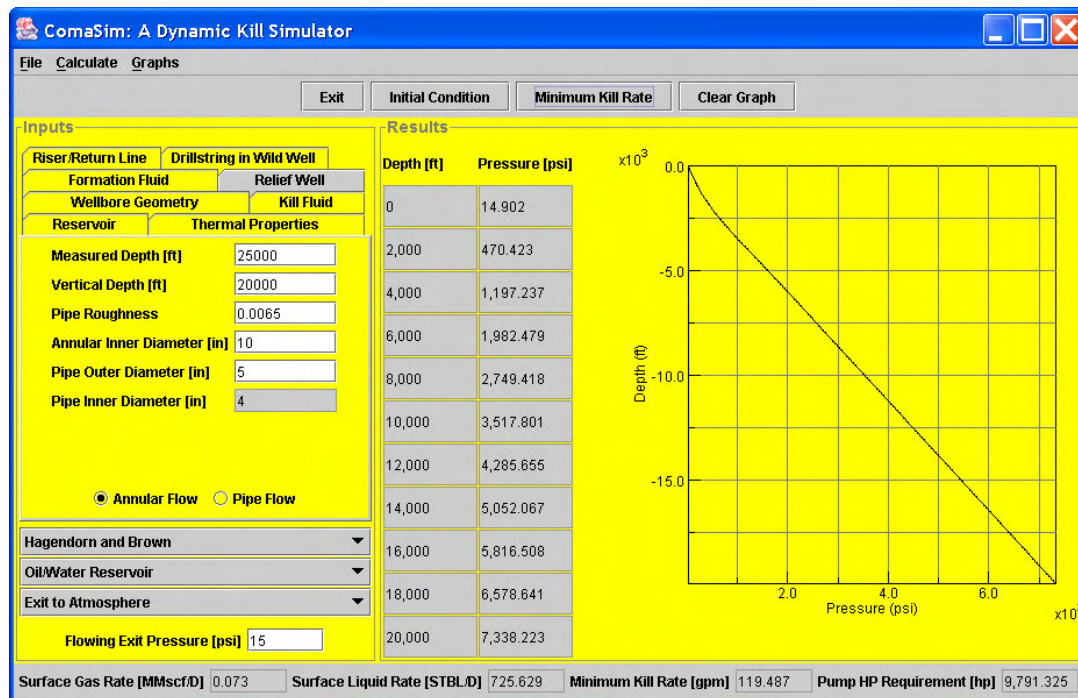 ComaSim: A Dynamic Kill Simulator
File Calculate Graphs
Exit Initial Condition Minimum Kill Rate Clear Graph
Inputs
Riser/Return Line Drillstring in Wild Well
Formation Fluid Relief Well
Wellbore Geometry Kill Fluid
Reservoir Thermal Properties
Measured Depth [ft] 25000
Vertical Depth [ft] 20000
Pipe Roughness 0.0065
Annular Inner Diameter [in] 10
Pipe Outer Diameter [in] 5
Pipe Inner Diameter [in] 4
Annular Flow Pipe Flow
Hagendorn and Brown
Oil/Water Reservoir
Exit to Atmosphere
Flowing Exit Pressure [psi] 15
Results
Depth [ft] Pressure [psi]
0 14.902
2,000 470.423
4,000 1,197.237
6,000 1,982.479
8,000 2,749.418
10,000 3,517.801
12,000 4,285.655
14,000 5,052.067
16,000 5,816.508
18,000 6,578.641
20,000 7,338.223
x10³
0.0
-5.0
-10.0
-15.0
Depth (ft)
2.0 4.0 6.0
Pressure (psi)
Surface Gas Rate [MMscf/D] 0.073 Surface Liquid Rate [STBL/D] 725.629 Minimum Kill Rate [gpm] 119.487 Pump HP Requirement [hp] 9,791.325